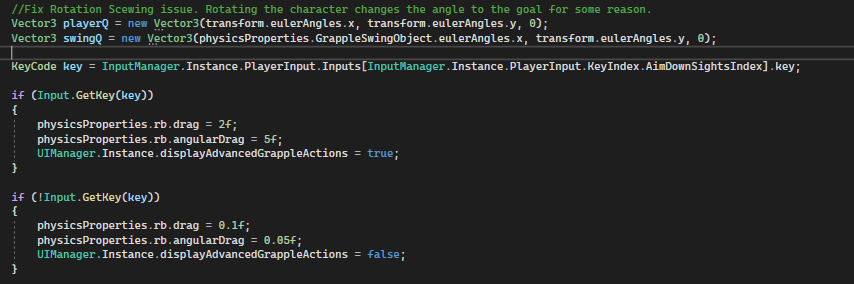 //Fix Rotation Scewing issue. Rotating the character changes the angle to the goal for some reason.
Vector3 playerQ = new Vector3(transform.eulerAngles.x, transform.eulerAngles.y, 0);
Vector3 swingQ = new Vector3(physicsProperties.GrappleSwingObject.eulerAngles.x, transform.eulerAngles.y, 0);
KeyCode key = InputManager.Instance.PlayerInput.Inputs[InputManager.Instance.PlayerInput.KeyIndex.AimDownSightsIndex].key;
if (Input.GetKey(key))
{
physicsProperties.rb.drag = 2f;
physicsProperties.rb.angularDrag = 5f;
UIManager.Instance.displayAdvancedGrappleActions = true;
}
if (!Input.GetKey(key))
{
physicsProperties.rb.drag = 0.1f;
physicsProperties.rb.angularDrag = 0.05f;
UIManager.Instance.displayAdvancedGrappleActions = false;
}